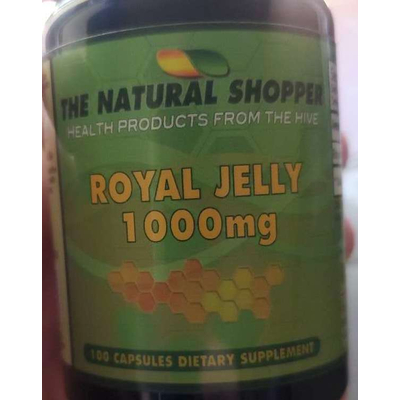 THE NATURAL SHOPPER
HEALTH PRODUCTS FROM THE HIVE
ROYAL JELLY
1000mg
100 CAPSULES DIETARY SUPPLEMENT